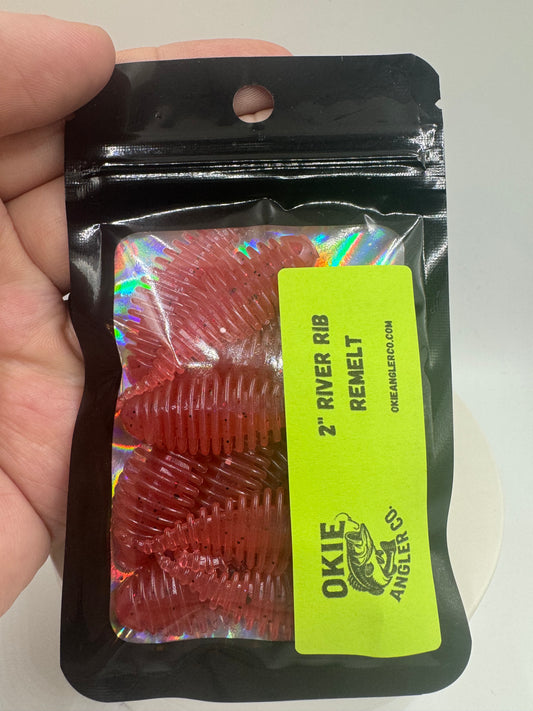 2" RIVER RIB
REMELT
OKIEANGLERCO.COM
OKIE
ANGLER CO.